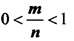 0 < m/n < 1